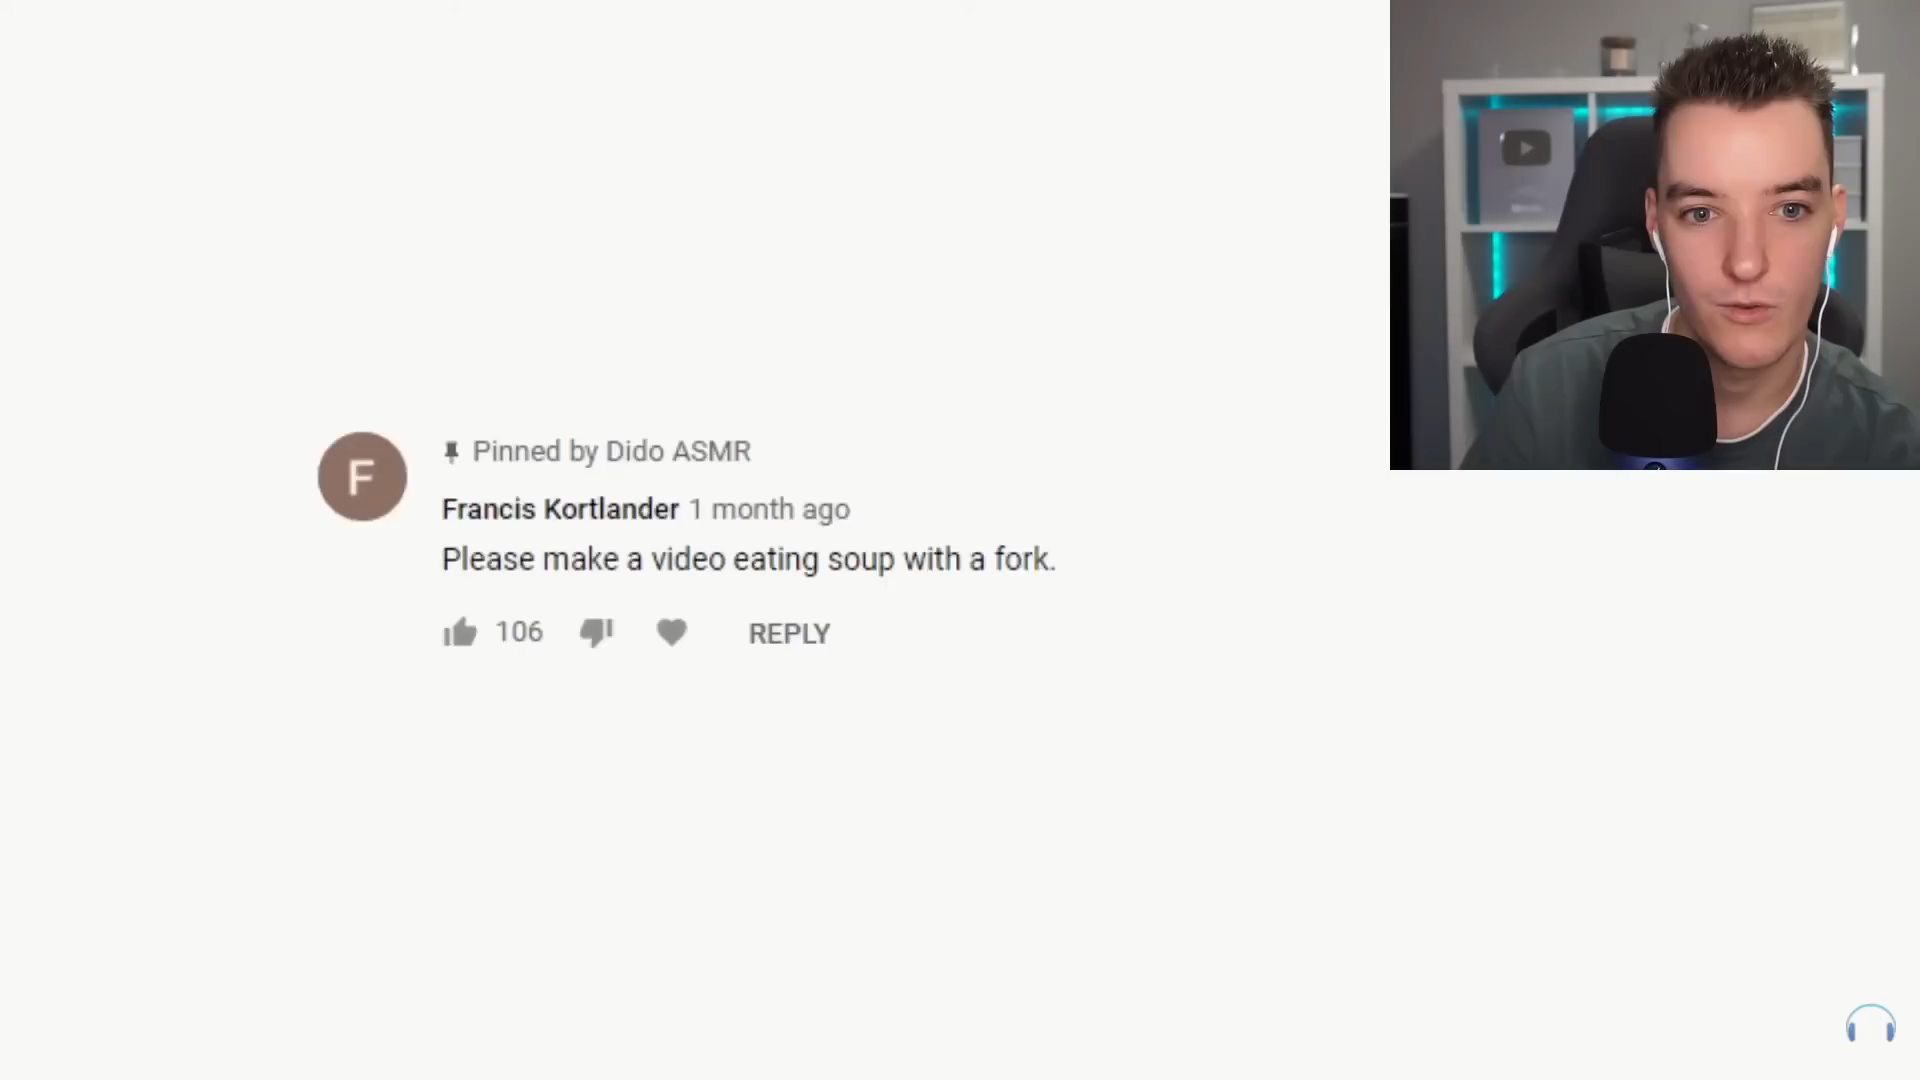 Pinned by Dido ASMR
F
Francis Kortlander 1 month ago
Please make a video eating soup with a fork.
106
REPLY